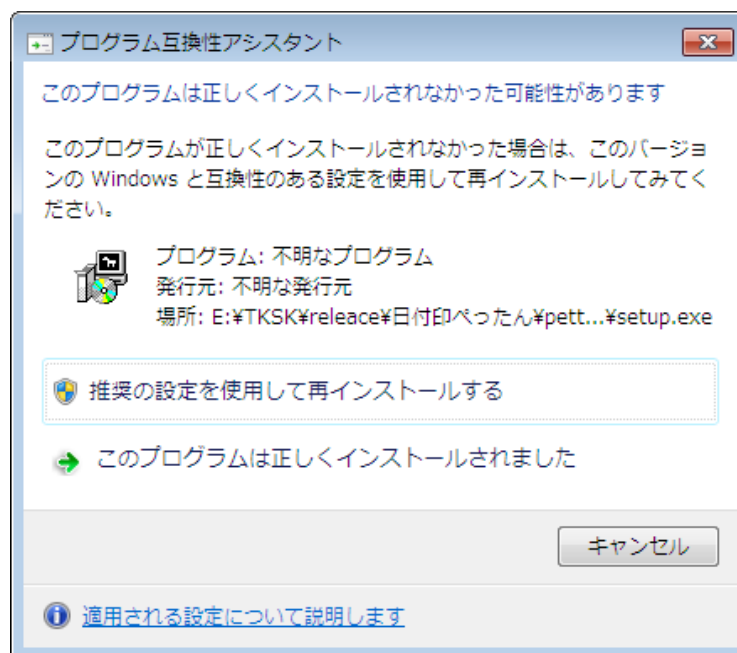 プログラム互換性アシスタント
このプログラムは正しくインストールされなかった可能性があります
このプログラムが正しくインストールされなかった場合は、このバージョ
ンの Windows と互換性のある設定を使用して再インストールしてみてく
ださい。
プログラム: 不明なプログラム
発行元: 不明な発行元
場所: E:¥TKSK¥releace¥日付印ぺったん¥pett...¥setup.exe
推奨の設定を使用して再インストールする
このプログラムは正しくインストールされました
キャンセル
適用される設定について説明します